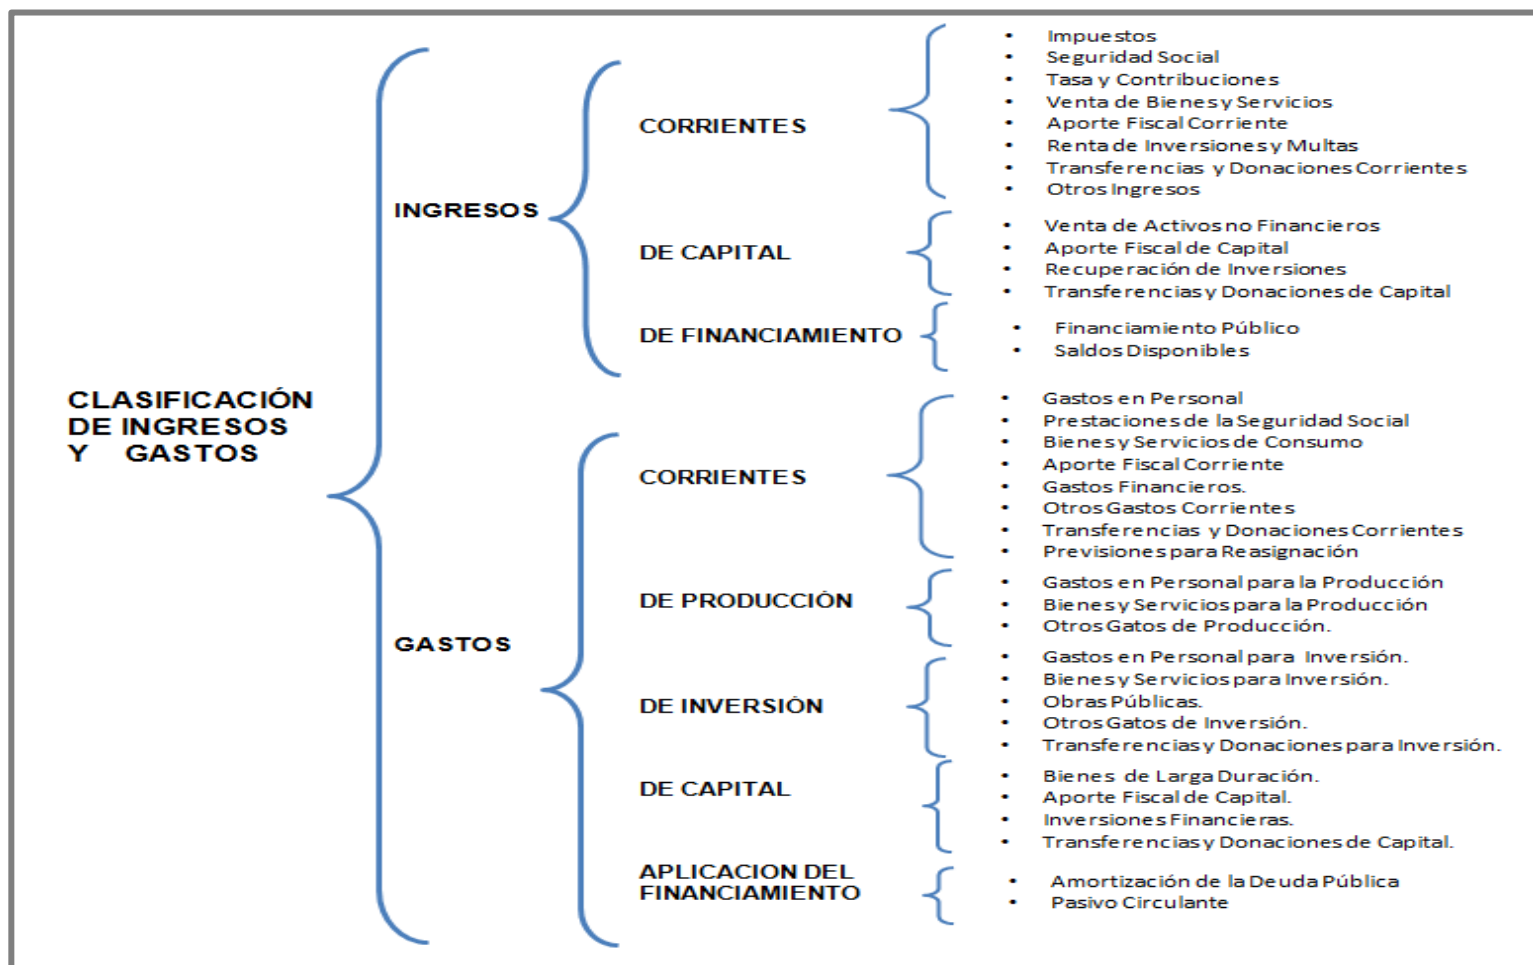 CLASIFICACIÓN
DE INGRESOS
Y GASTOS
INGRESOS
CORRIENTES
• Impuestos
• Seguridad Social
• Tasa y Contribuciones
• Venta de Bienes y Servicios
• Aporte Fiscal Corriente
• Renta de Inversiones y Multas
• Transferencias y Donaciones Corrientes
• Otros Ingresos
DE CAPITAL
• Venta de Activos no Financieros
• Aporte Fiscal de Capital
• Recuperación de Inversiones
• Transferencias y Donaciones de Capital
DE FINANCIAMIENTO
• Financiamiento Público
• Saldos Disponibles
GASTOS
CORRIENTES
• Gastos en Personal
• Prestaciones de la Seguridad Social
• Bienes y Servicios de Consumo
• Aporte Fiscal Corriente
• Gastos Financieros.
• Otros Gastos Corrientes
• Transferencias y Donaciones Corrientes
• Previsiones para Reasignación
DE PRODUCCIÓN
• Gastos en Personal para la Producción
• Bienes y Servicios para la Producción
• Otros Gatos de Producción.
DE INVERSIÓN
• Gastos en Personal para Inversión.
• Bienes y Servicios para Inversión.
• Obras Públicas.
• Otros Gatos de Inversión.
• Transferencias y Donaciones para Inversión.
DE CAPITAL
• Bienes de Larga Duración.
• Aporte Fiscal de Capital.
• Inversiones Financieras.
• Transferencias y Donaciones de Capital.
APLICACION DEL
FINANCIAMIENTO
• Amortización de la Deuda Pública
• Pasivo Circulante